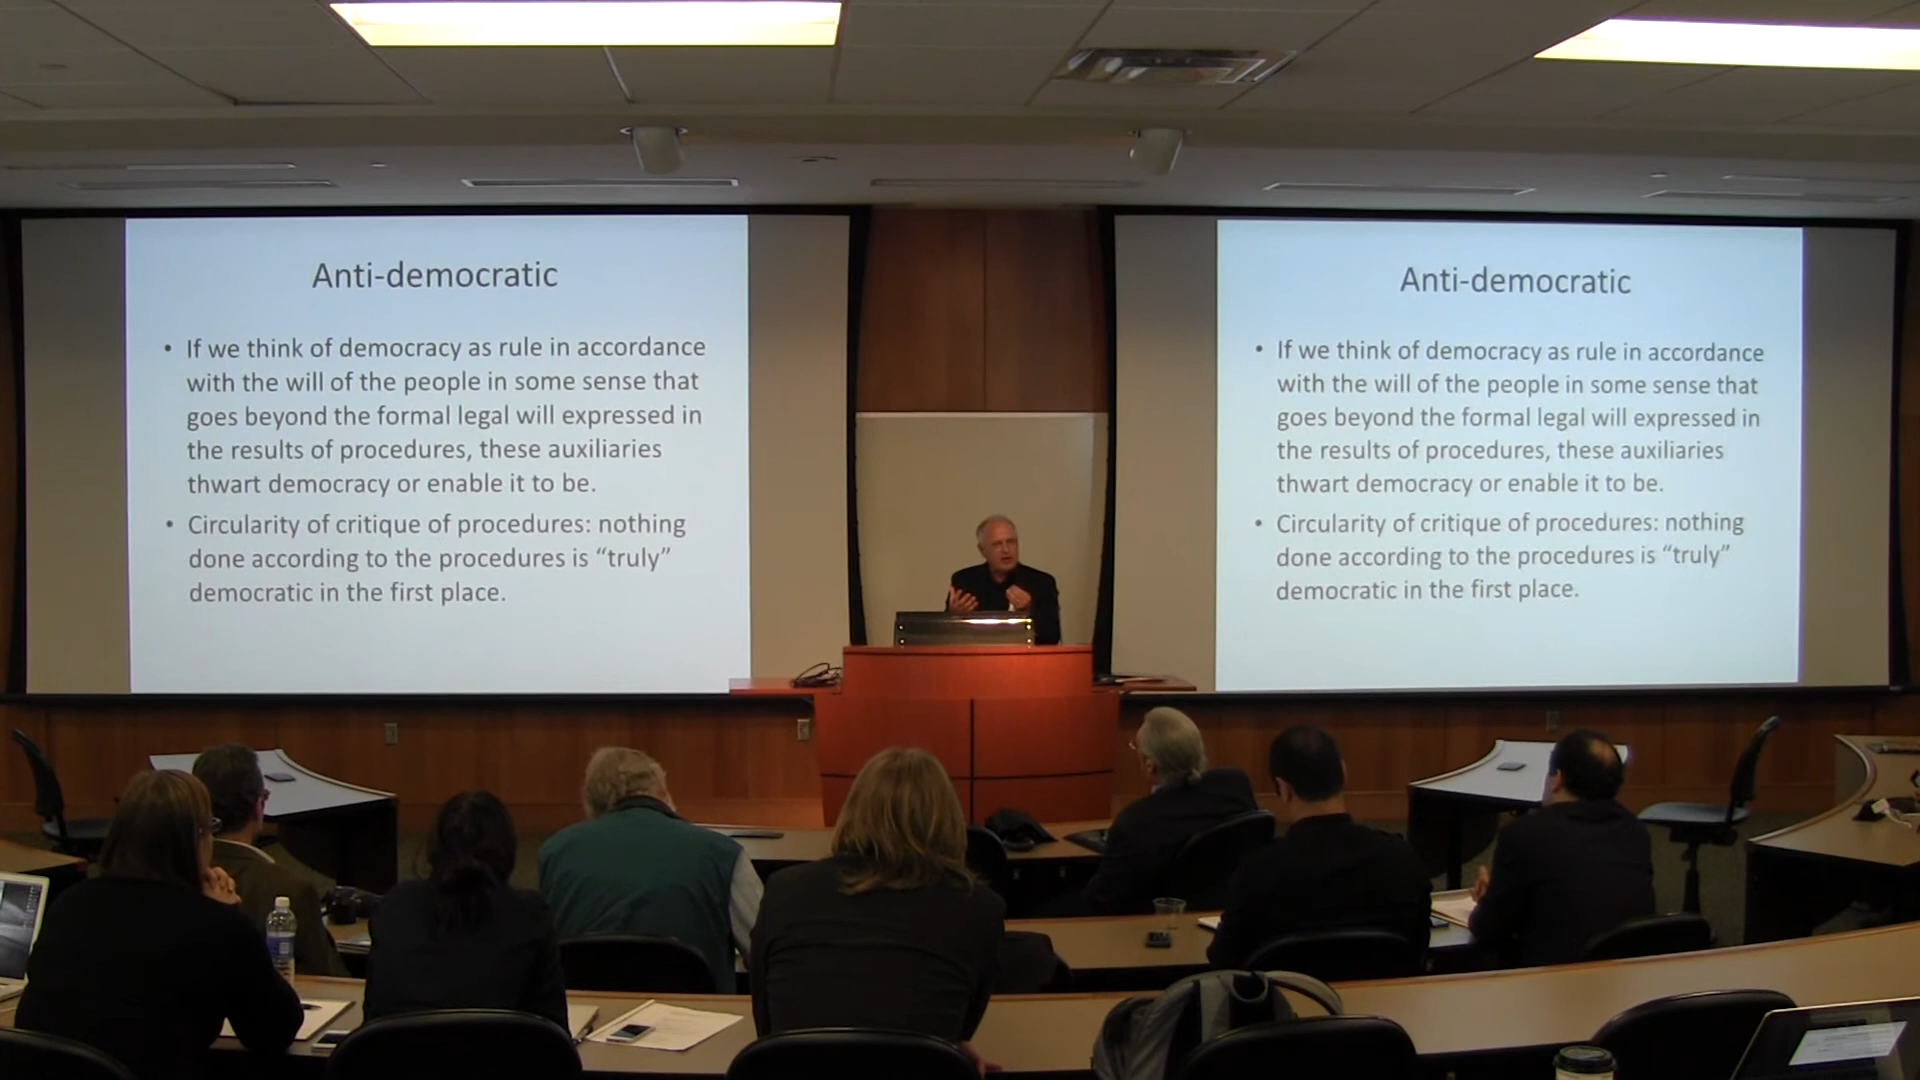 Anti-democratic
• If we think of democracy as rule in accordance
with the will of the people in some sense that
goes beyond the formal legal will expressed in
the results of procedures, these auxiliaries
thwart democracy or enable it to be.
• Circularity of critique of procedures: nothing
done according to the procedures is “truly”
democratic in the first place.
Anti-democratic
• If we think of democracy as rule in accordance
with the will of the people in some sense that
goes beyond the formal legal will expressed in
the results of procedures, these auxiliaries
thwart democracy or enable it to be.
• Circularity of critique of procedures: nothing
done according to the procedures is “truly”
democratic in the first place.